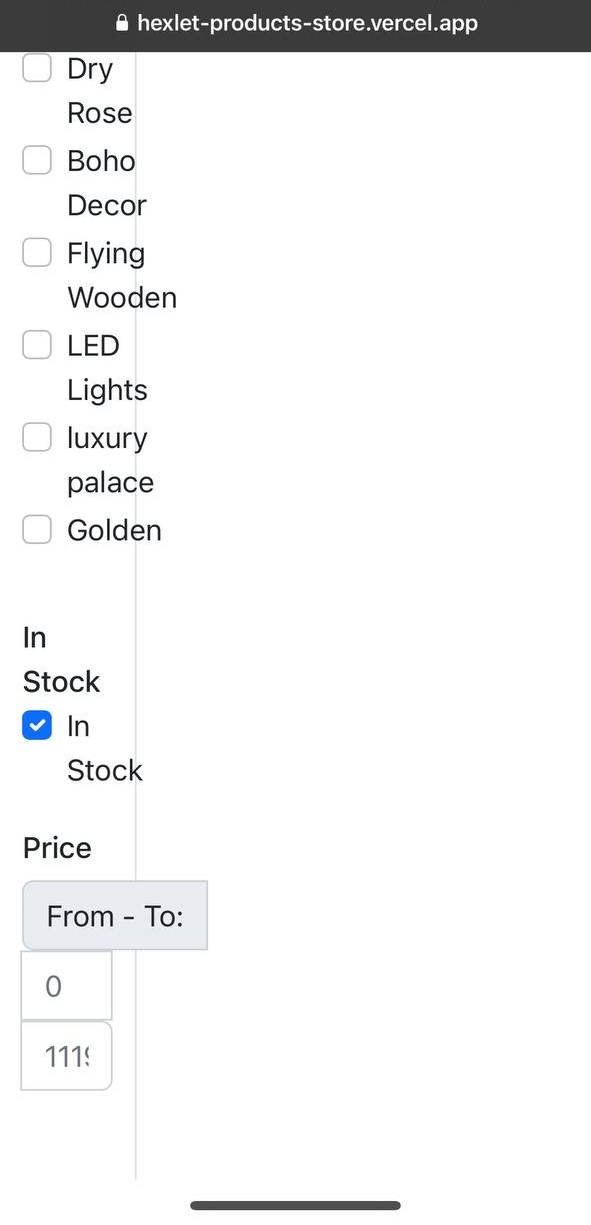 hexlet-products-store.vercel.app
Dry
Rose
Boho
Decor
Flying
Wooden
LED
Lights
luxury
palace
Golden
In
Stock
In
Stock
Price
From - To:
0
111